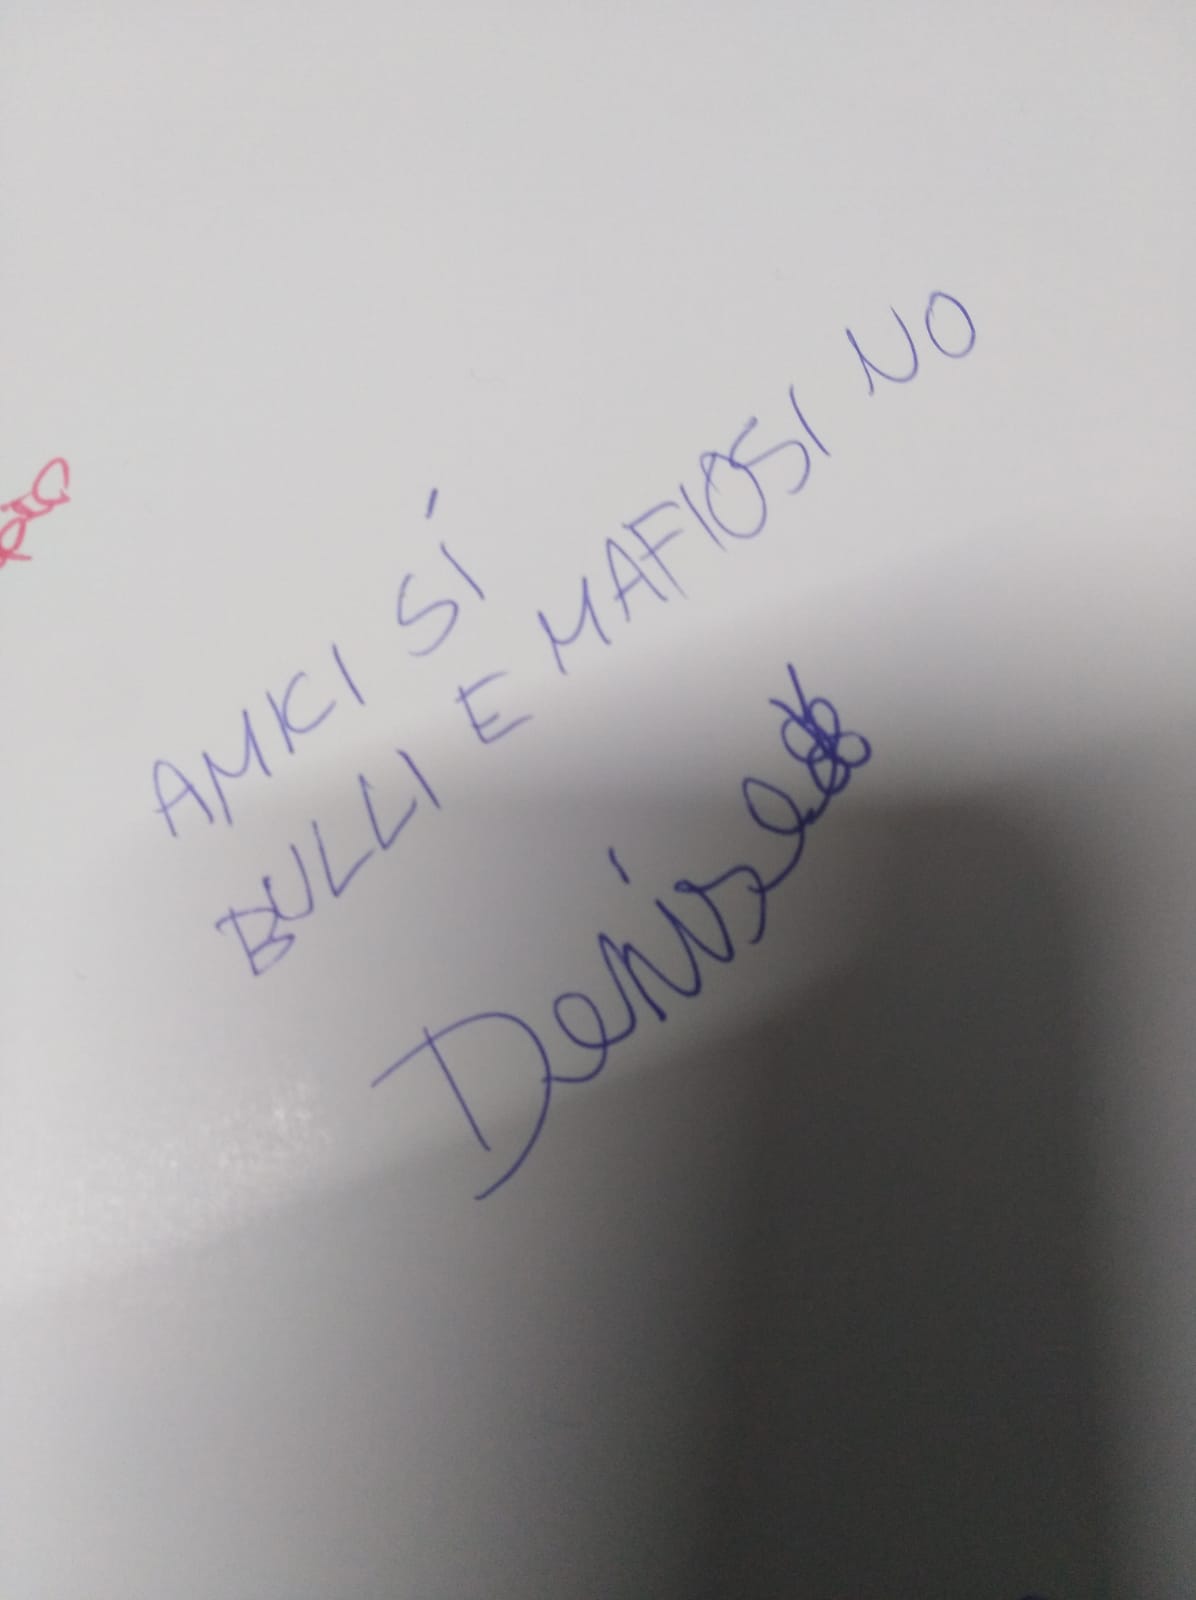 AMICI SÍ
BULLI E MAFIOSI NO
Denise